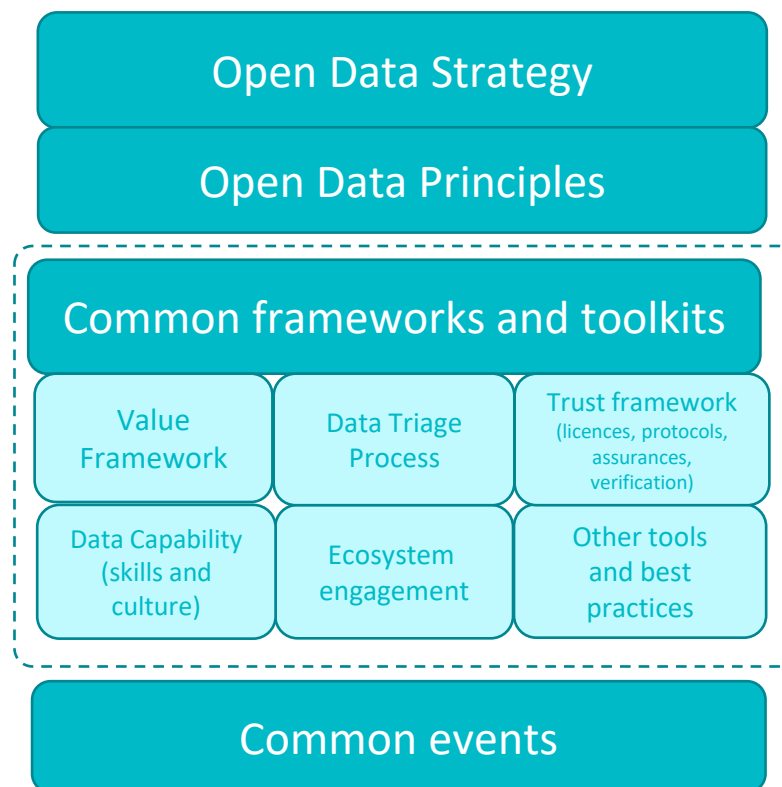 Open Data Strategy
Open Data Principles
Common frameworks and toolkits
Value
Framework
Data Triage
Process
Trust framework
(licences, protocols,
assurances,
verification)
Data Capability
(skills and
culture)
Ecosystem
engagement
Other tools
and best
practices
Common events